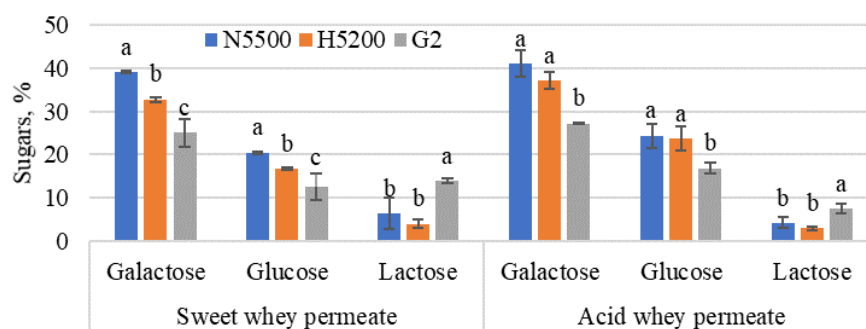 50
N5500 H5200 G2
a a a
40
b
a a b
30
c
a
20
b b
c a
a
10
b b b b
0
Sugars, %
Galactose Glucose Lactose Galactose Glucose Lactose
Sweet whey permeate Acid whey permeate